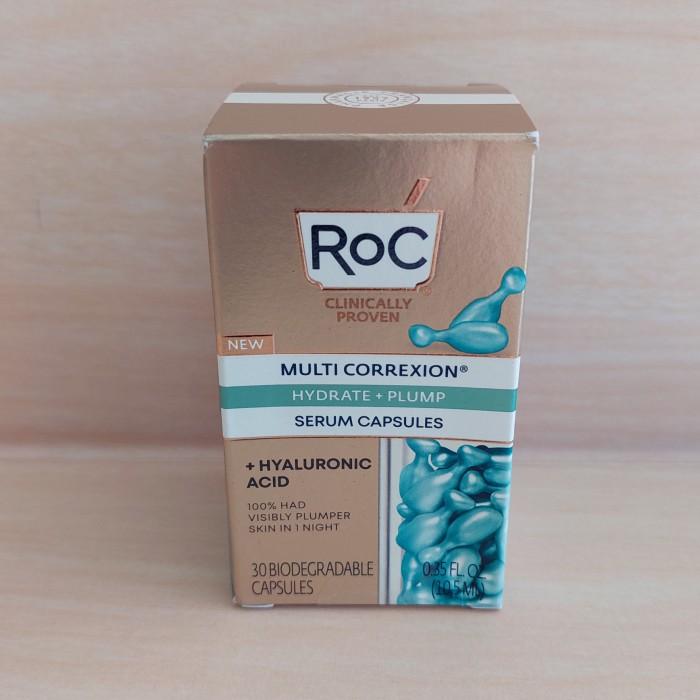 RoC
®
CLINICALLY
PROVEN
NEW
MULTI CORREXION®
HYDRATE + PLUMP
SERUM CAPSULES
+ HYALURONIC
ACID
100% HAD
VISIBLY PLUMPER
SKIN IN 1 NIGHT
30 BIODEGRADABLE
CAPSULES
0.35 FL. OZ
(10.5 ML)